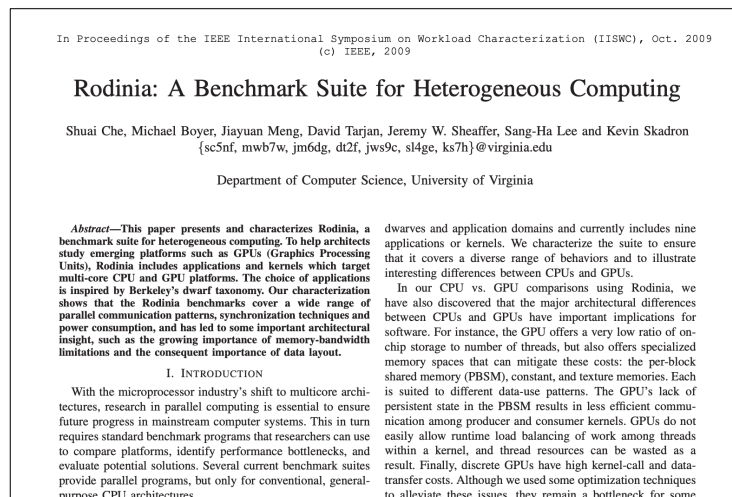 In Proceedings of the IEEE International Symposium on Workload Characterization (IISWC), Oct. 2009
(c) IEEE, 2009
Rodinia: A Benchmark Suite for Heterogeneous Computing
Shuai Che, Michael Boyer, Jiayuan Meng, David Tarjan, Jeremy W. Sheaffer, Sang-Ha Lee and Kevin Skadron
{sc5nf, mwb7w, jm6dg, dt2f, jws9c, sl4ge, ks7h}@virginia.edu
Department of Computer Science, University of Virginia
Abstract—This paper presents and characterizes Rodinia, a
benchmark suite for heterogeneous computing. To help architects
study emerging platforms such as GPUs (Graphics Processing
Units), Rodinia includes applications and kernels which target
multi-core CPU and GPU platforms. The choice of applications
is inspired by Berkeley's dwarf taxonomy. Our characterization
shows that the Rodinia benchmarks cover a wide range of
parallel communication patterns, synchronization techniques and
power consumption, and has led to some important architectural
insight, such as the growing importance of memory-bandwidth
limitations and the consequent importance of data layout.
I. INTRODUCTION
With the microprocessor industry's shift to multicore archi-
tectures, research in parallel computing is essential to ensure
future progress in mainstream computer systems. This in turn
requires standard benchmark programs that researchers can use
to compare platforms, identify performance bottlenecks, and
evaluate potential solutions. Several current benchmark suites
provide parallel programs, but only for conventional, general-
purpose CPU architectures.
dwarves and application domains and currently includes nine
applications or kernels. We characterize the suite to ensure
that it covers a diverse range of behaviors and to illustrate
interesting differences between CPUs and GPUs.
In our CPU vs. GPU comparisons using Rodinia, we
have also discovered that the major architectural differences
between CPUs and GPUs have important implications for
software. For instance, the GPU offers a very low ratio of on-
chip storage to number of threads, but also offers specialized
memory spaces that can mitigate these costs: the per-block
shared memory (PBSM), constant, and texture memories. Each
is suited to different data-use patterns. The GPU's lack of
persistent state in the PBSM results in less efficient commu-
nication among producer and consumer kernels. GPUs do not
easily allow runtime load balancing of work among threads
within a kernel, and thread resources can be wasted as a
result. Finally, discrete GPUs have high kernel-call and data-
transfer costs. Although we used some optimization techniques
to alleviate these issues, they remain a bottleneck for some